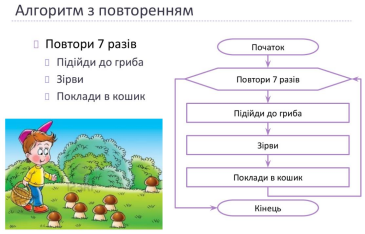 Алгоритм з повторенням
Повтори 7 разів
Підійди до гриба
Зірви
Поклади в кошик
Початок
Повтори 7 разів
Підійди до гриба
Зірви
Поклади в кошик
Кінець